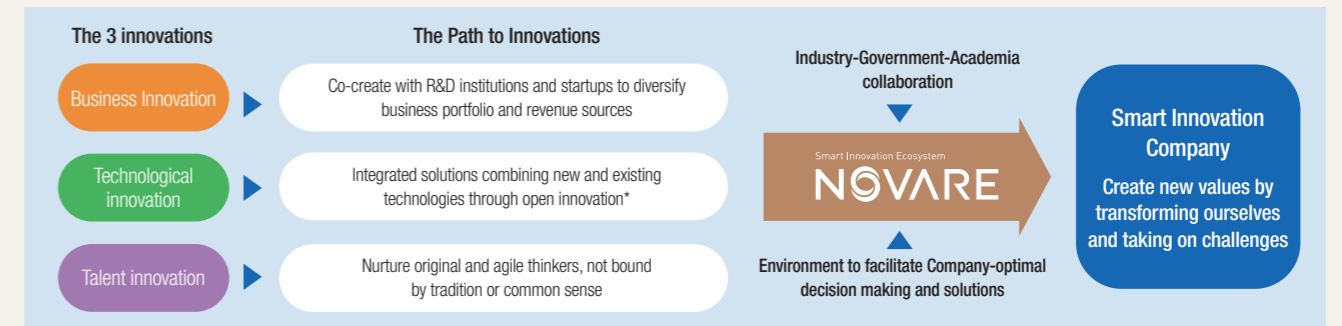 The 3 innovations
The Path to Innovations
Business Innovation
Co-create with R&D institutions and startups to diversify
business portfolio and revenue sources
Technological
innovation
Integrated solutions combining new and existing
technologies through open innovation*
Talent innovation
Nurture original and agile thinkers, not bound
by tradition or common sense
Industry-Government-Academia
collaboration
Smart Innovation Ecosystem
NOVARE
Environment to facilitate Company-optimal
decision making and solutions
Smart Innovation
Company
Create new values by
transforming ourselves
and taking on challenges